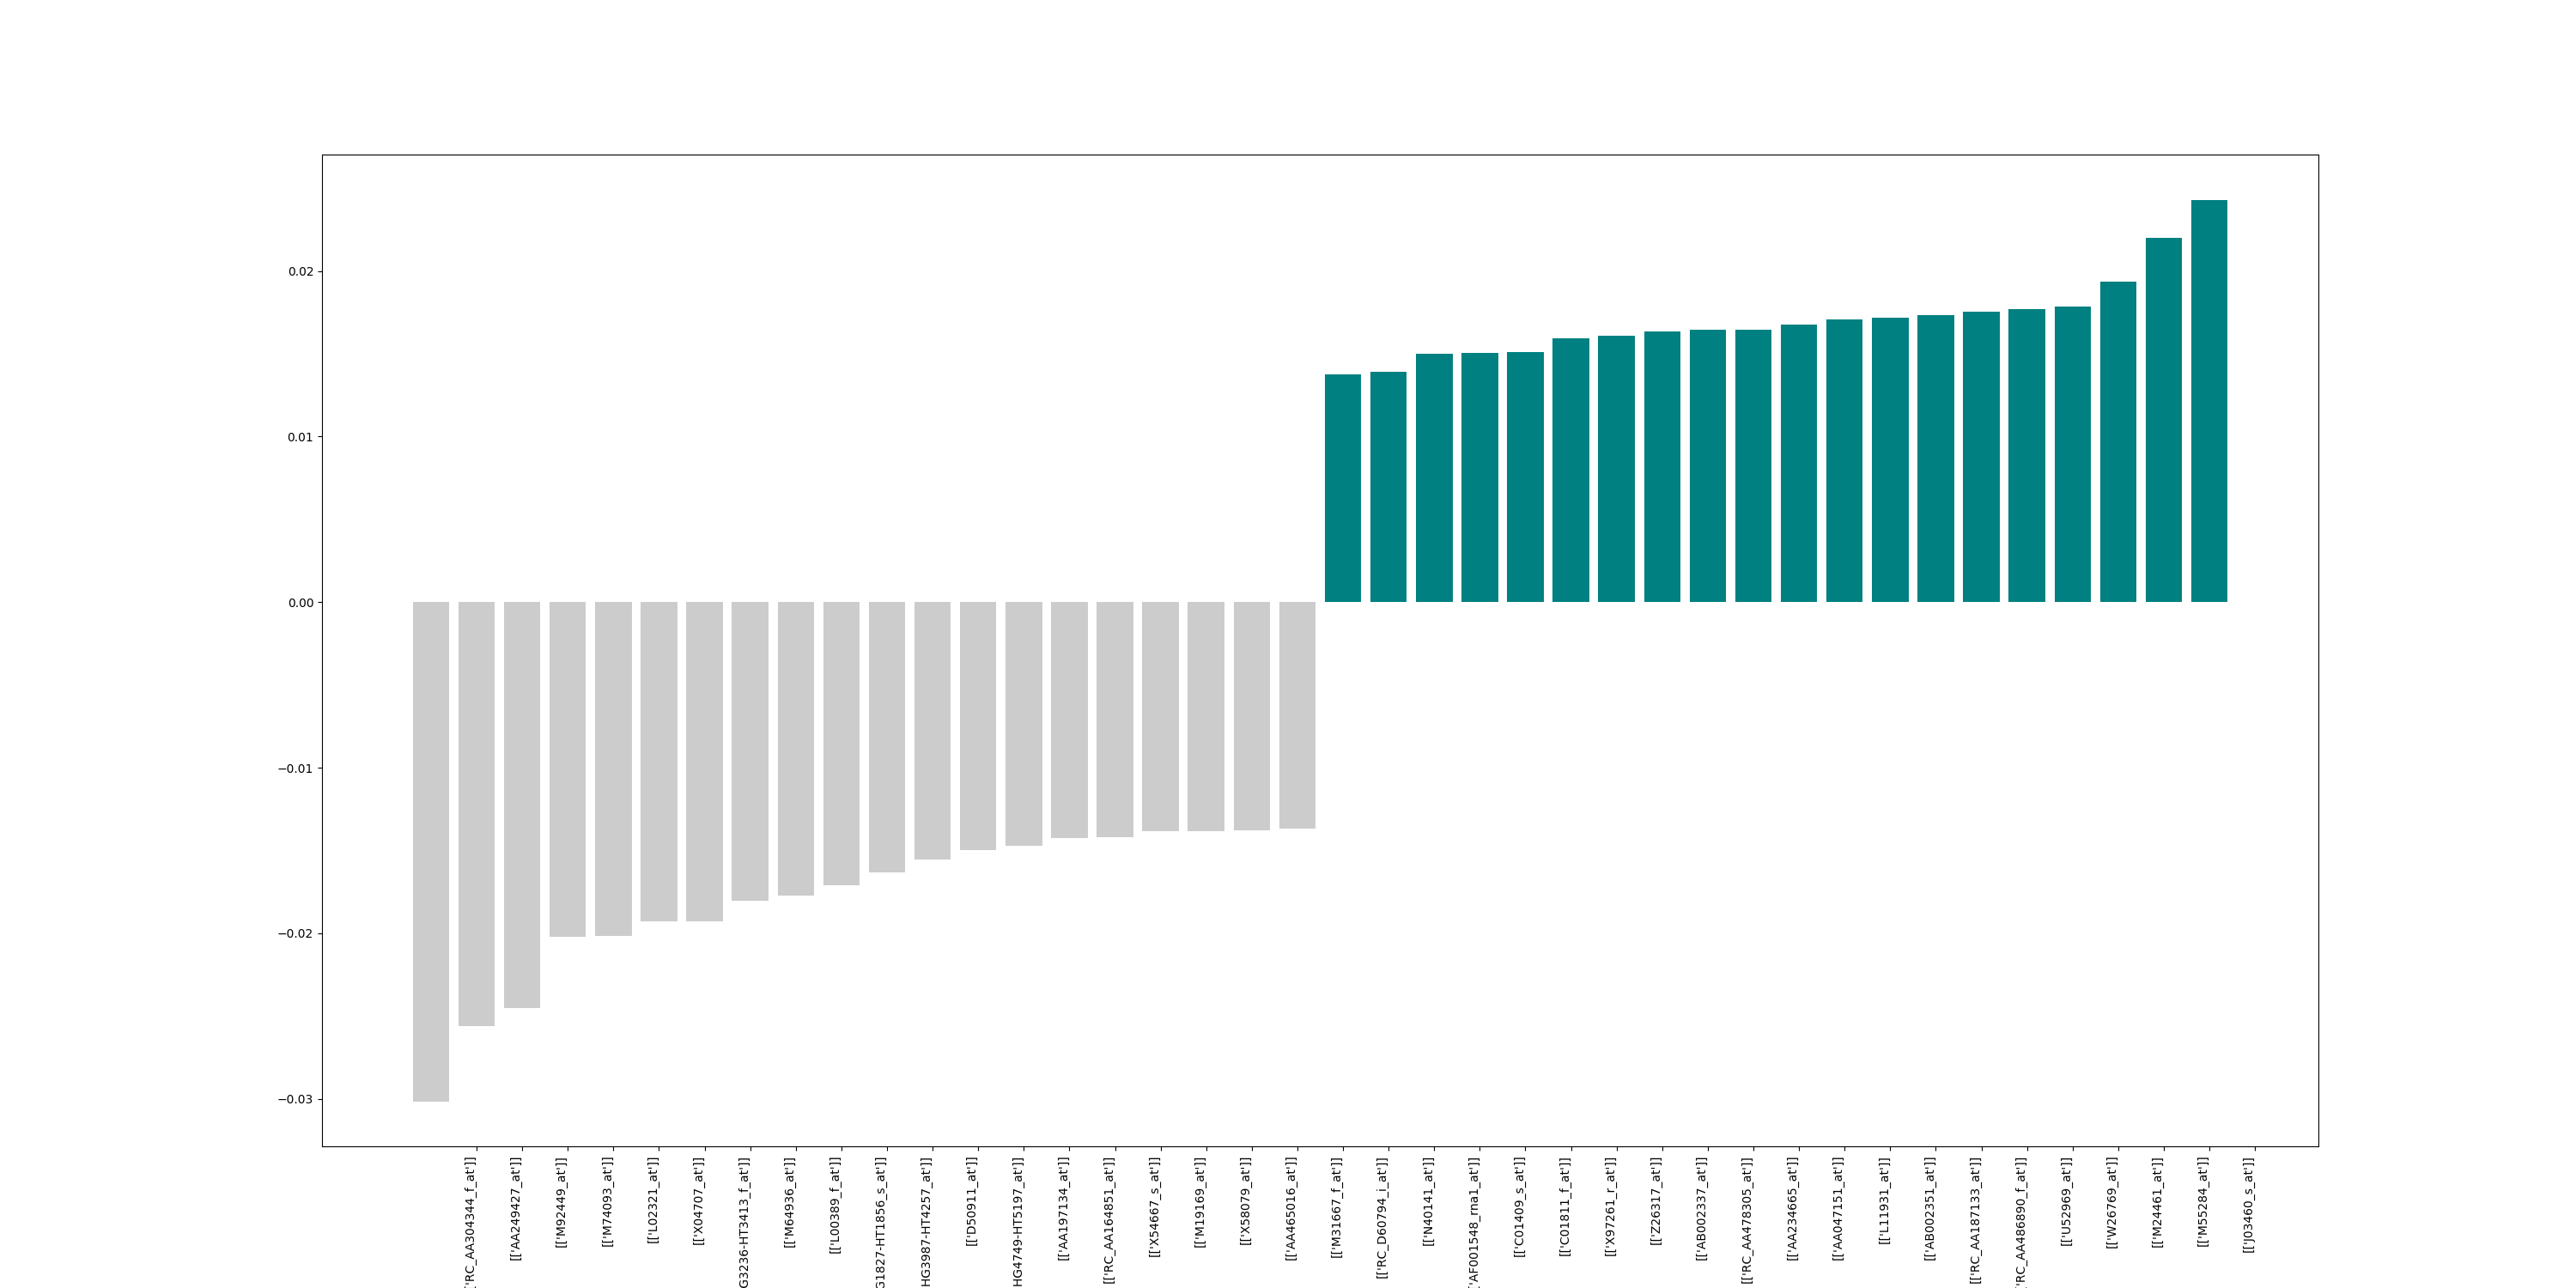 0.02
0.01
0.00
−0.01
−0.02
−0.03
'RC_AA304344_f_at']]
[['AA249427_at']]
[['M92449_at']]
[['M74093_at']]
[['L02321_at']]
[['X04707_at']]
G3236-HT3413_f_at']]
[['M64936_at']]
[['L00389_f_at']]
G1827-HT1856_s_at']]
HG3987-HT4257_at']]
[['D50911_at']]
HG4749-HT5197_at']]
[['AA197134_at']]
[['RC_AA164851_at']]
[['X54667_s_at']]
[['M19169_at']]
[['X58079_at']]
[['AA465016_at']]
[['M31667_f_at']]
[['RC_D60794_i_at']]
[['N40141_at']]
'AF001548_rna1_at']]
[['C01409_s_at']]
[['C01811_f_at']]
[['X97261_r_at']]
[['Z26317_at']]
[['AB002337_at']]
[['RC_AA478305_at']]
[['AA234665_at']]
[['AA047151_at']]
[['L11931_at']]
[['AB002351_at']]
[['RC_AA187133_at']]
'RC_AA486890_f_at']]
[['U52969_at']]
[['W26769_at']]
[['M24461_at']]
[['M55284_at']]
[['J03460_s_at']]